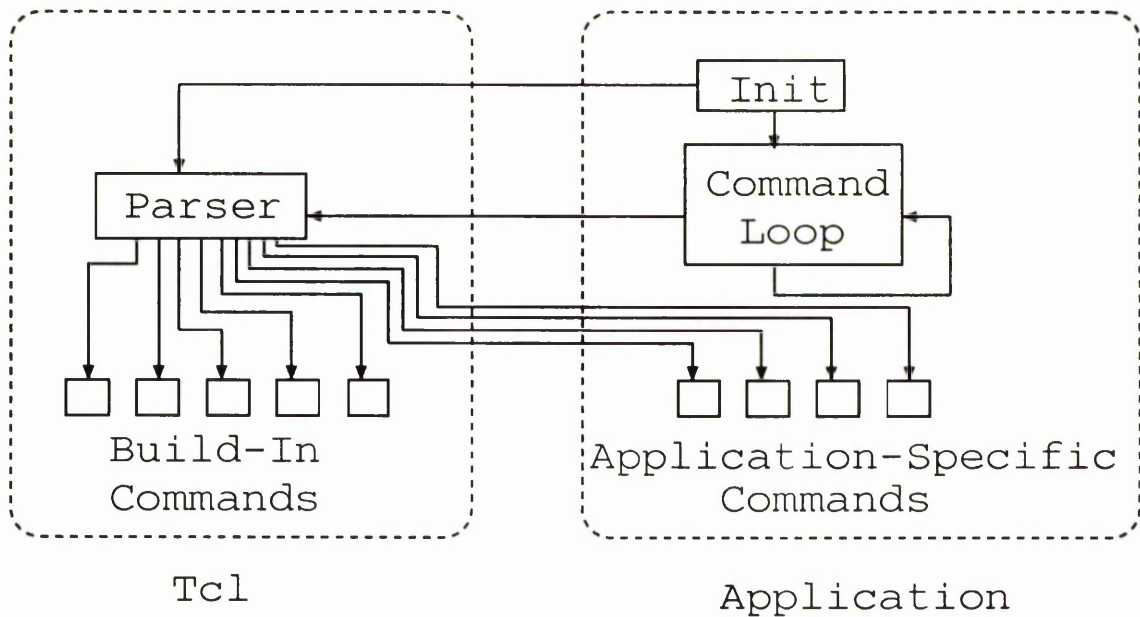 Init
Parser
Command
Loop
Build-In
Commands
Application-Specific
Commands
Tcl
Application